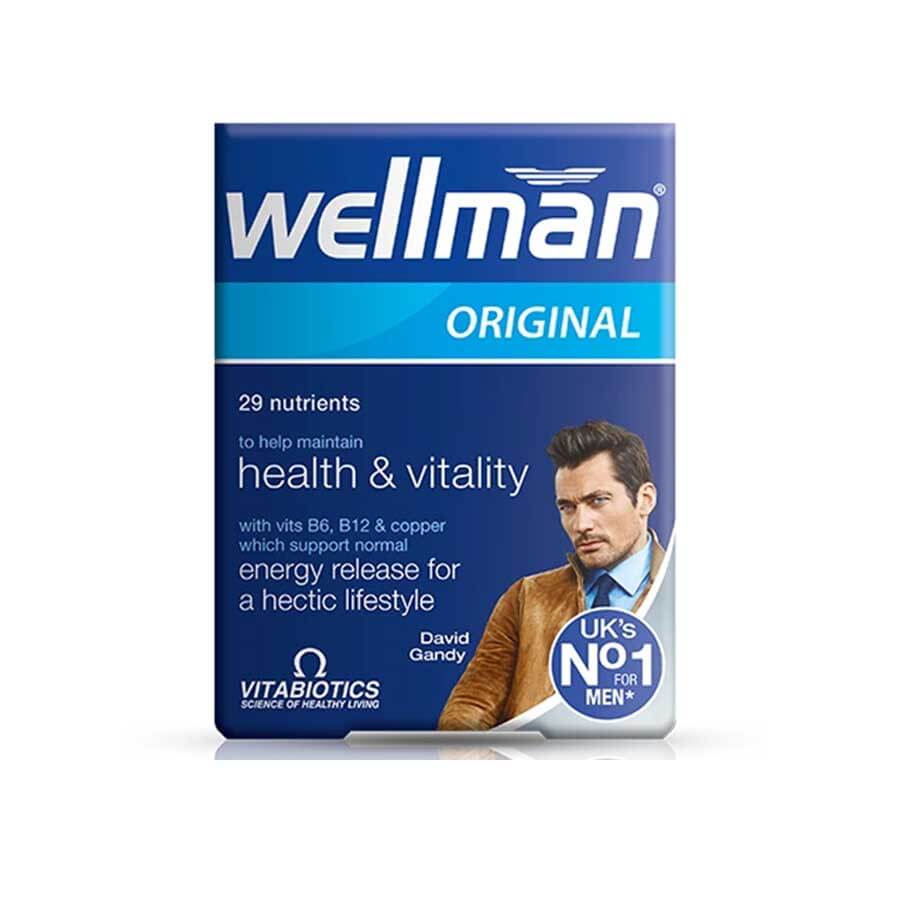 wellman®
ORIGINAL
29 nutrients
to help maintain
health & vitality
with vits B6, B12 & copper
which support normal
energy release for
a hectic lifestyle
David
Gandy
UK's
No1
FOR
MEN*
Ω
VITABIOTICS
SCIENCE OF HEALTHY LIVING